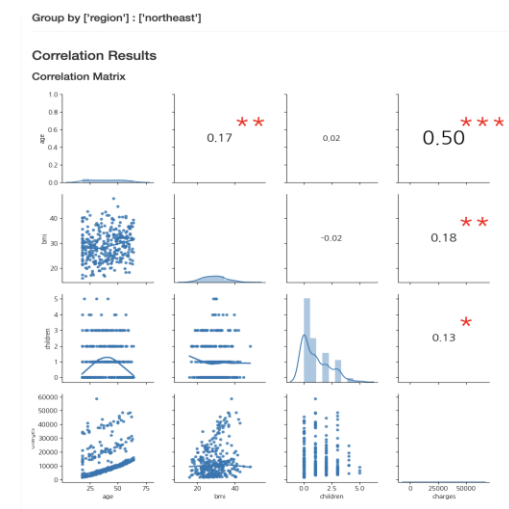 Group by ['region'] : ['northeast']
Correlation Results
Correlation Matrix
1.0
0.8
0.6
0.4
0.2
0.0
age
0.17 **
0.02
0.50 ***
40
30
20
bmi
-0.02
0.18 **
5
4
3
2
1
0
children
0.13 *
60000
50000
40000
30000
20000
10000
0
charges
25 50 75
20 40
0.0 2.5 5.0
0 25000 50000
age
bmi
children
charges